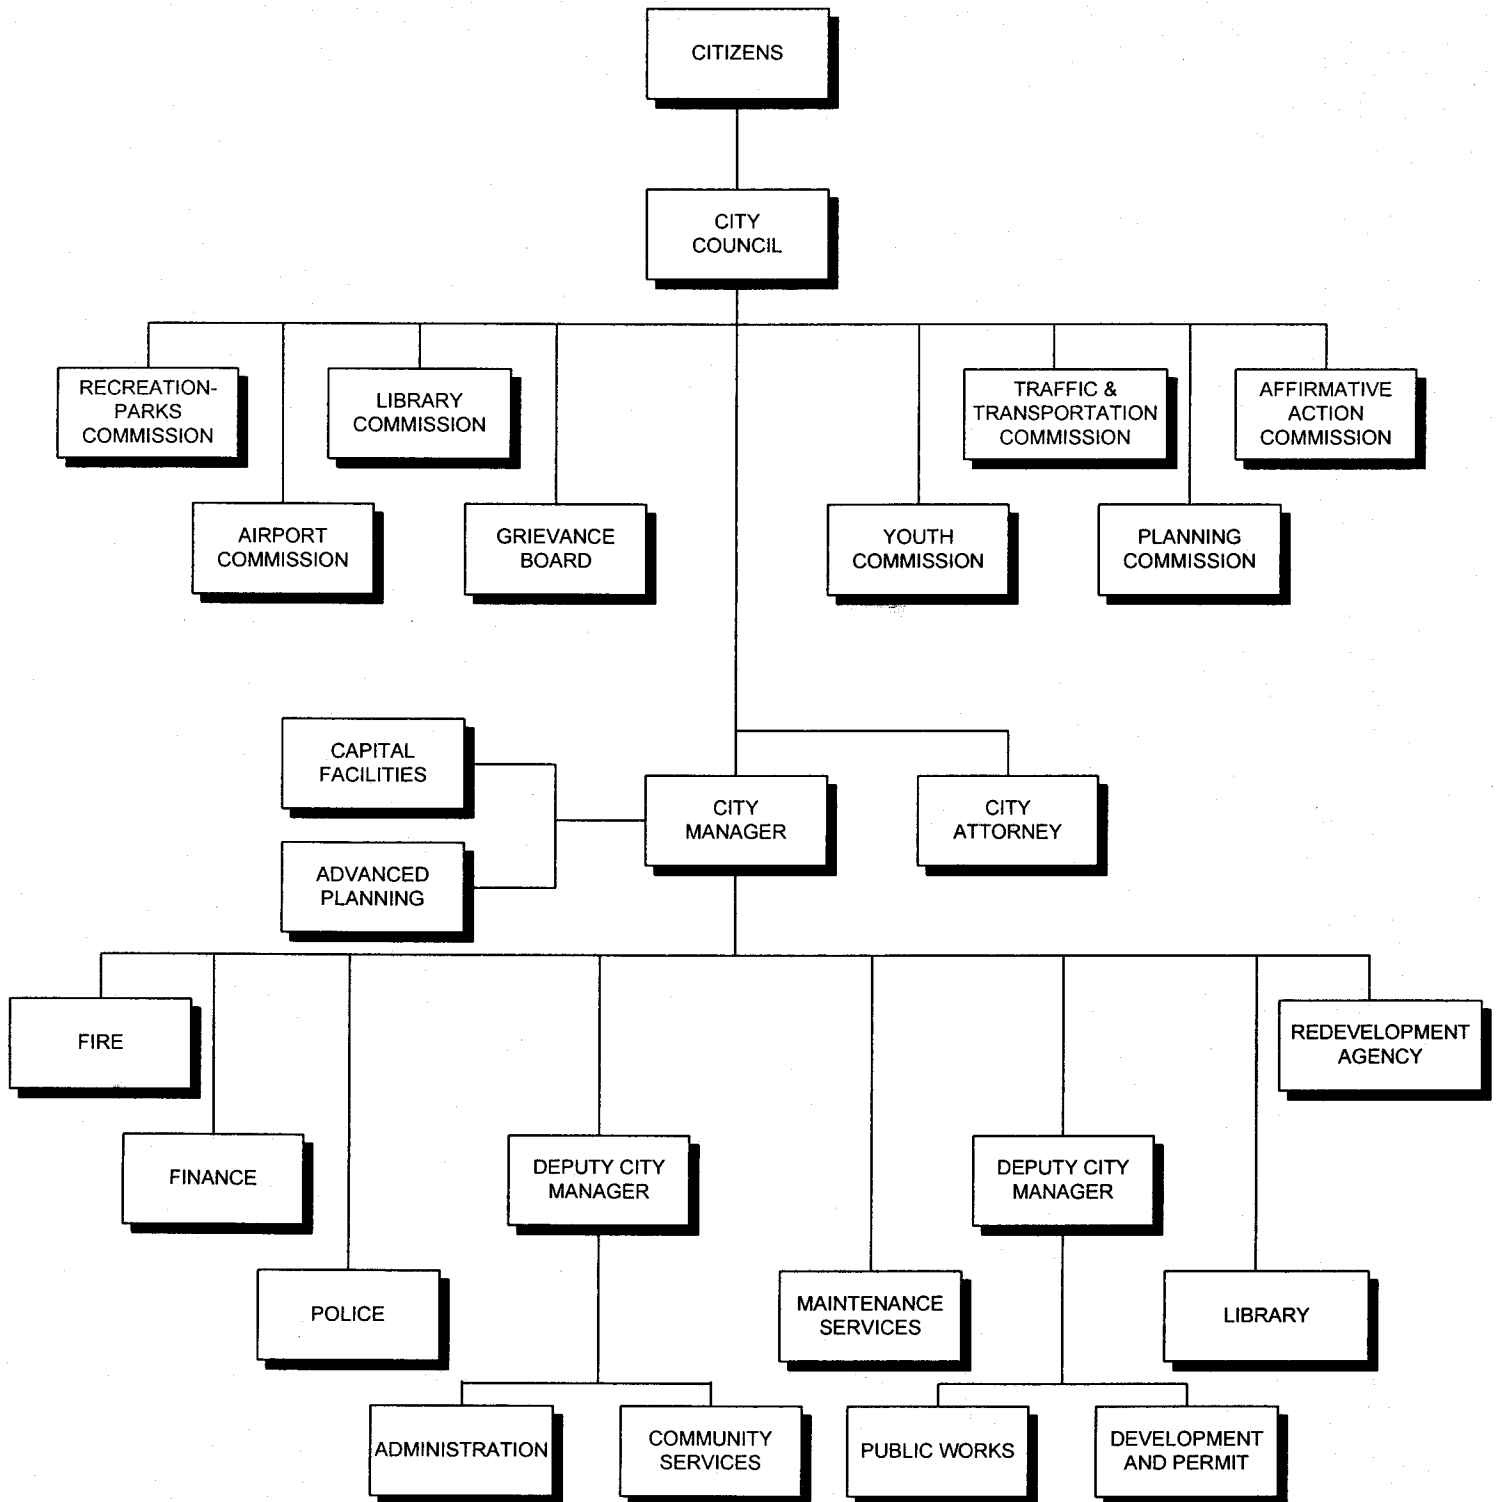 CITIZENS
CITY
COUNCIL
RECREATION-
PARKS
COMMISSION
LIBRARY
COMMISSION
TRAFFIC &
TRANSPORTATION
COMMISSION
AFFIRMATIVE
ACTION
COMMISSION
AIRPORT
COMMISSION
GRIEVANCE
BOARD
YOUTH
COMMISSION
PLANNING
COMMISSION
CAPITAL
FACILITIES
CITY
MANAGER
CITY
ATTORNEY
ADVANCED
PLANNING
FIRE
REDEVELOPMENT
AGENCY
FINANCE
DEPUTY CITY
MANAGER
DEPUTY CITY
MANAGER
POLICE
MAINTENANCE
SERVICES
LIBRARY
ADMINISTRATION
COMMUNITY
SERVICES
PUBLIC WORKS
DEVELOPMENT
AND PERMIT